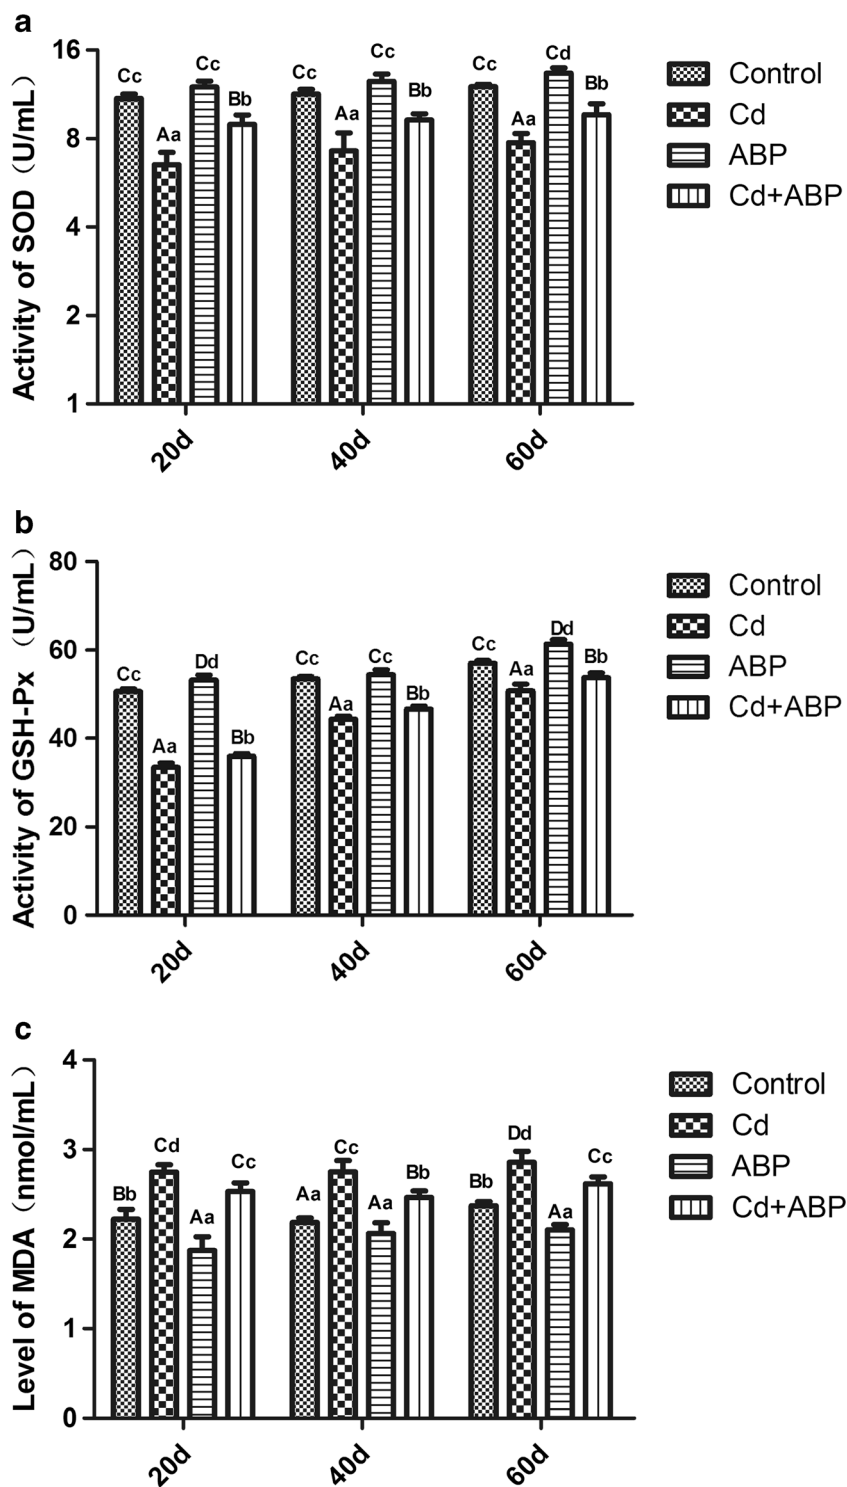 a
Activity of SOD（U/mL）
16
8
4
2
1
Cc
Aa
Cc
Bb
Cc
Aa
Cc
Bb
Cc
Aa
Cd
Bb
20d
40d
60d
Control
Cd
ABP
Cd+ABP
b
Activity of GSH-Px（U/mL）
80
60
40
20
0
Cc
Aa
Dd
Bb
Cc
Aa
Cc
Bb
Cc
Aa
Dd
Bb
20d
40d
60d
Control
Cd
ABP
Cd+ABP
c
Level of MDA（nmol/mL）
4
3
2
1
0
Bb
Cd
Aa
Cc
Aa
Cc
Aa
Bb
Bb
Dd
Aa
Cc
20d
40d
60d
Control
Cd
ABP
Cd+ABP